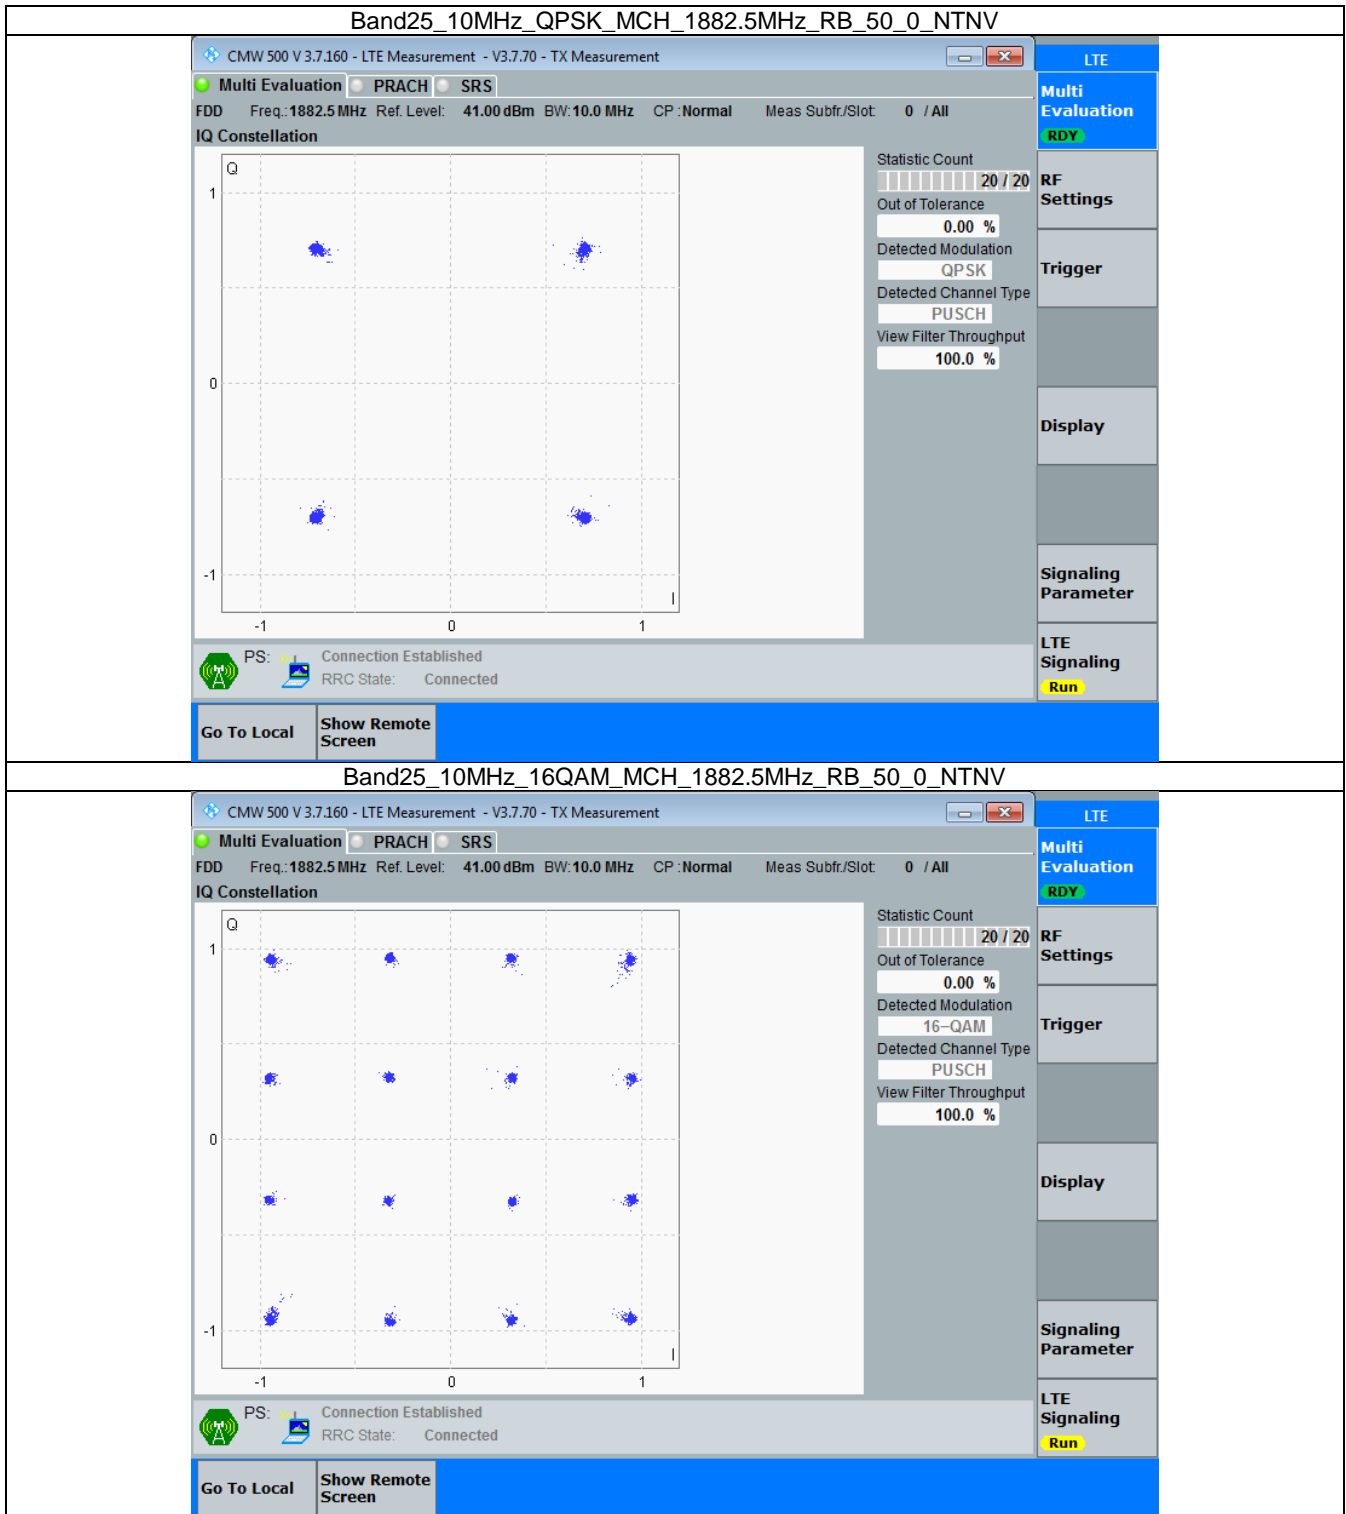 Band25_10MHz_QPSK_MCH_1882.5MHz_RB_50_0_NTNV
CMW 500 V 3.7.160 - LTE Measurement - V3.7.70 - TX Measurement
LTE
Multi Evaluation PRACH SRS
Multi
Evaluation
RDY
FDD Freq.:1882.5 MHz Ref. Level: 41.00 dBm BW:10.0 MHz CP :Normal Meas Subfr./Slot: 0 / All
IQ Constellation
Q
1
0
-1
I
-1 0 1
Statistic Count
20 / 20
Out of Tolerance
0.00 %
Detected Modulation
QPSK
Detected Channel Type
PUSCH
View Filter Throughput
100.0 %
RF
Settings
Trigger
Display
Signaling
Parameter
LTE
Signaling
Run
PS: Connection Established
RRC State: Connected
Go To Local
Show Remote
Screen
Band25_10MHz_16QAM_MCH_1882.5MHz_RB_50_0_NTNV
CMW 500 V 3.7.160 - LTE Measurement - V3.7.70 - TX Measurement
LTE
Multi Evaluation PRACH SRS
Multi
Evaluation
RDY
FDD Freq.:1882.5 MHz Ref. Level: 41.00 dBm BW:10.0 MHz CP :Normal Meas Subfr./Slot: 0 / All
IQ Constellation
Q
1
0
-1
I
-1 0 1
Statistic Count
20 / 20
Out of Tolerance
0.00 %
Detected Modulation
16-QAM
Detected Channel Type
PUSCH
View Filter Throughput
100.0 %
RF
Settings
Trigger
Display
Signaling
Parameter
LTE
Signaling
Run
PS: Connection Established
RRC State: Connected
Go To Local
Show Remote
Screen